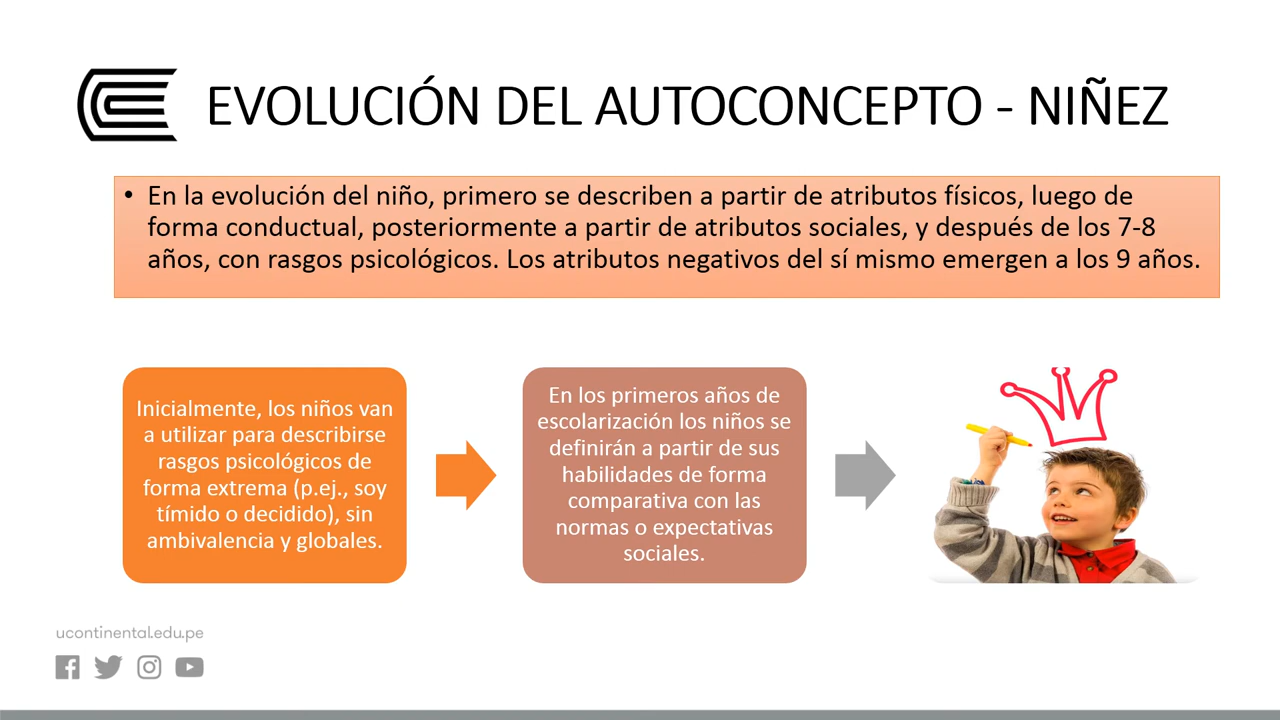 EVOLUCIÓN DEL AUTOCONCEPTO - NIÑEZ
• En la evolución del niño, primero se describen a partir de atributos físicos, luego de
forma conductual, posteriormente a partir de atributos sociales, y después de los 7-8
años, con rasgos psicológicos. Los atributos negativos del sí mismo emergen a los 9 años.
Inicialmente, los niños van
a utilizar para describirse
rasgos psicológicos de
forma extrema (p.ej., soy
tímido o decidido), sin
ambivalencia y globales.
En los primeros años de
escolarización los niños se
definirán a partir de sus
habilidades de forma
comparativa con las
normas o expectativas
sociales.
ucontinental.edu.pe